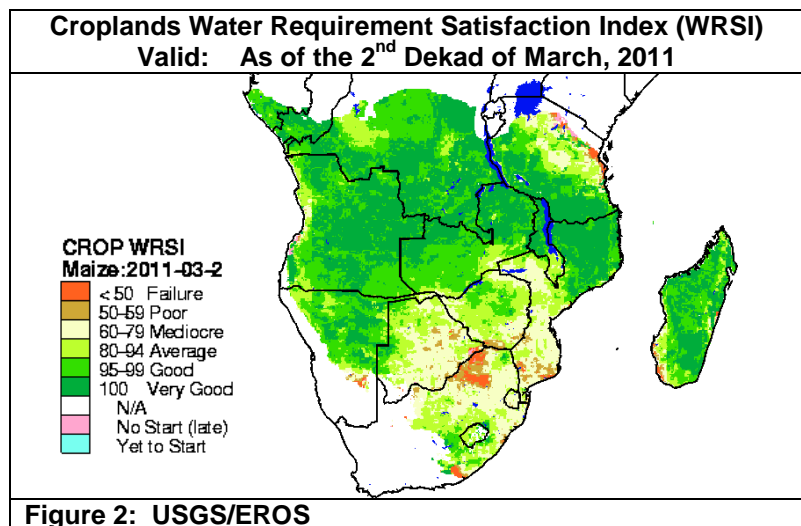 Croplands Water Requirement Satisfaction Index (WRSI)
Valid: As of the 2nd Dekad of March, 2011
CROP WRSI
Maize:2011-03-2
<50 Failure
50-59 Poor
60-79 Mediocre
80-94 Average
95-99 Good
100 Very Good
N/A
No Start (late)
Yet to Start
Figure 2: USGS/EROS